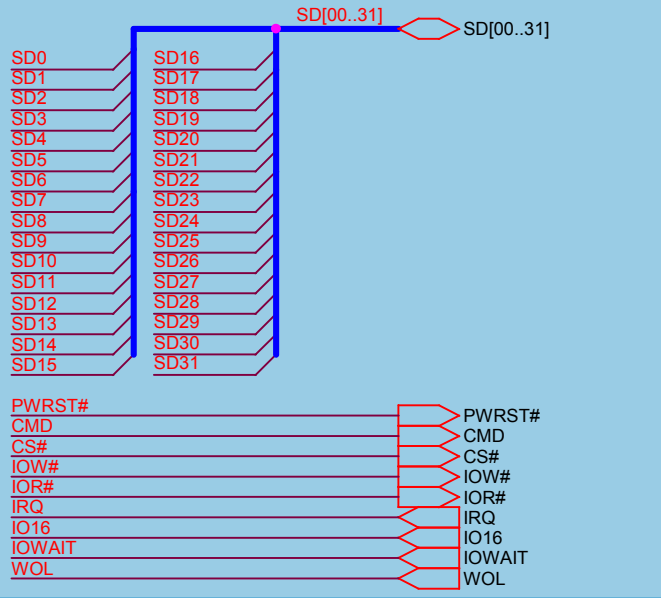 SD[00..31] SD[00..31]
SD0 SD16
SD1 SD17
SD2 SD18
SD3 SD19
SD4 SD20
SD5 SD21
SD6 SD22
SD7 SD23
SD8 SD24
SD9 SD25
SD10 SD26
SD11 SD27
SD12 SD28
SD13 SD29
SD14 SD30
SD15 SD31
PWRST# PWRST#
CMD CMD
CS# CS#
IOW# IOW#
IOR# IOR#
IRQ IRQ
IO16 IO16
IOWAIT IOWAIT
WOL WOL